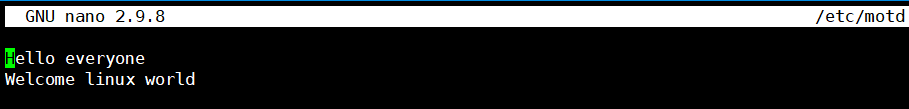 GNU nano 2.9.8 /etc/motd
Hello everyone
Welcome linux world